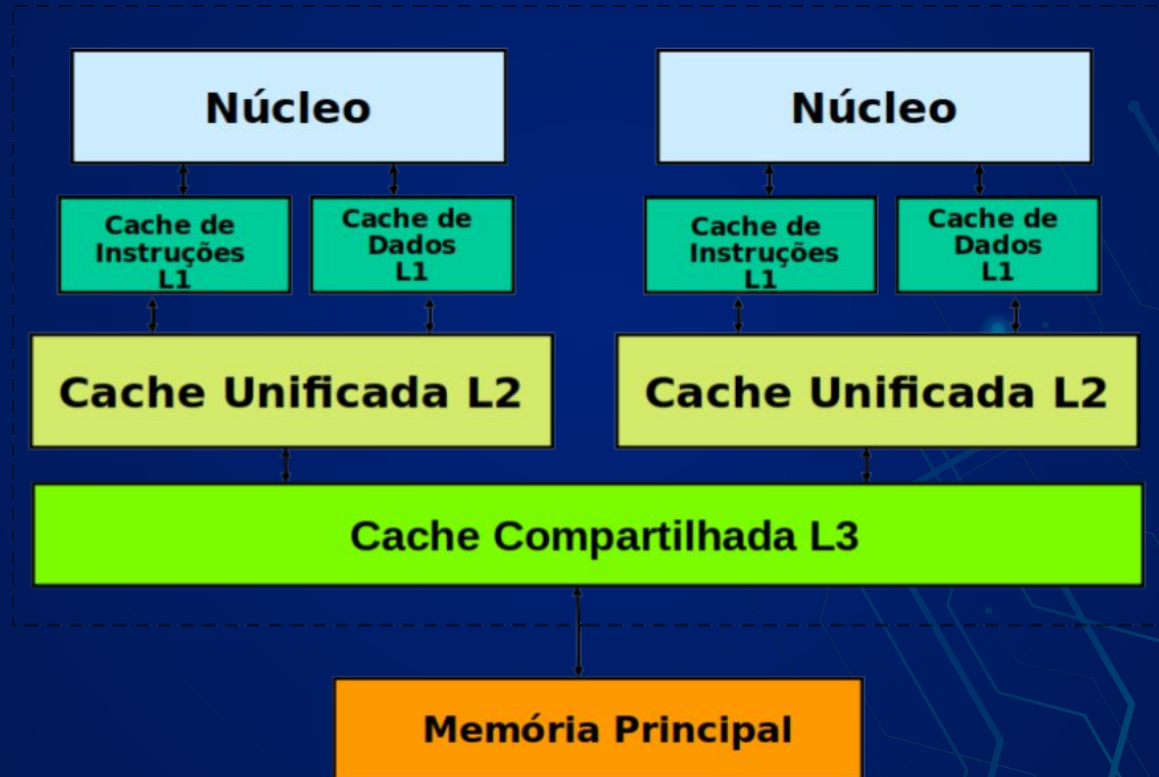 Núcleo
Núcleo
Cache de
Instruções
L1
Cache de
Dados
L1
Cache de
Instruções
L1
Cache de
Dados
L1
Cache Unificada L2
Cache Unificada L2
Cache Compartilhada L3
Memória Principal